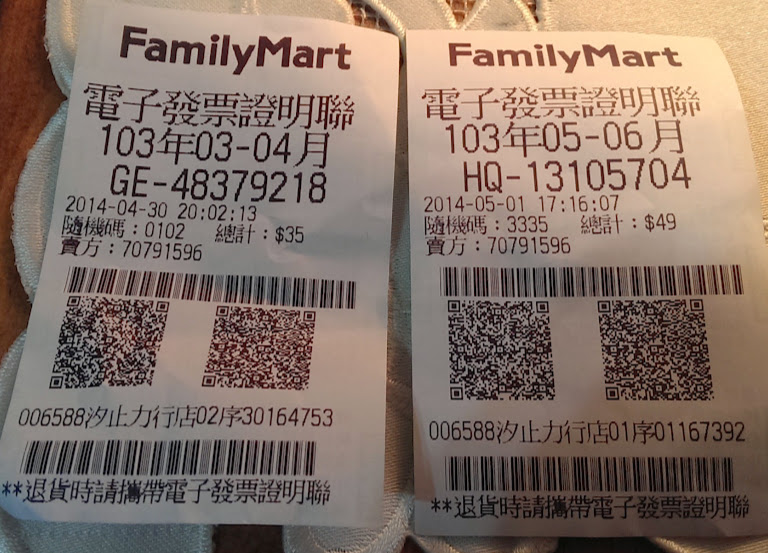 FamilyMart
電子發票證明聯
103年03-04月
GE-48379218
2014-04-30 20:02:13
隨機碼:0102 總計:$35
賣方:70791596
006588汐止力行店02序30164753
**退貨時請攜帶電子發票證明聯
FamilyMart
電子發票證明聯
103年05-06月
HQ-13105704
2014-05-01 17:16:07
隨機碼:3335 總計:$49
賣方:70791596
006588汐止力行店01序01167392
**退貨時請攜帶電子發票證明聯